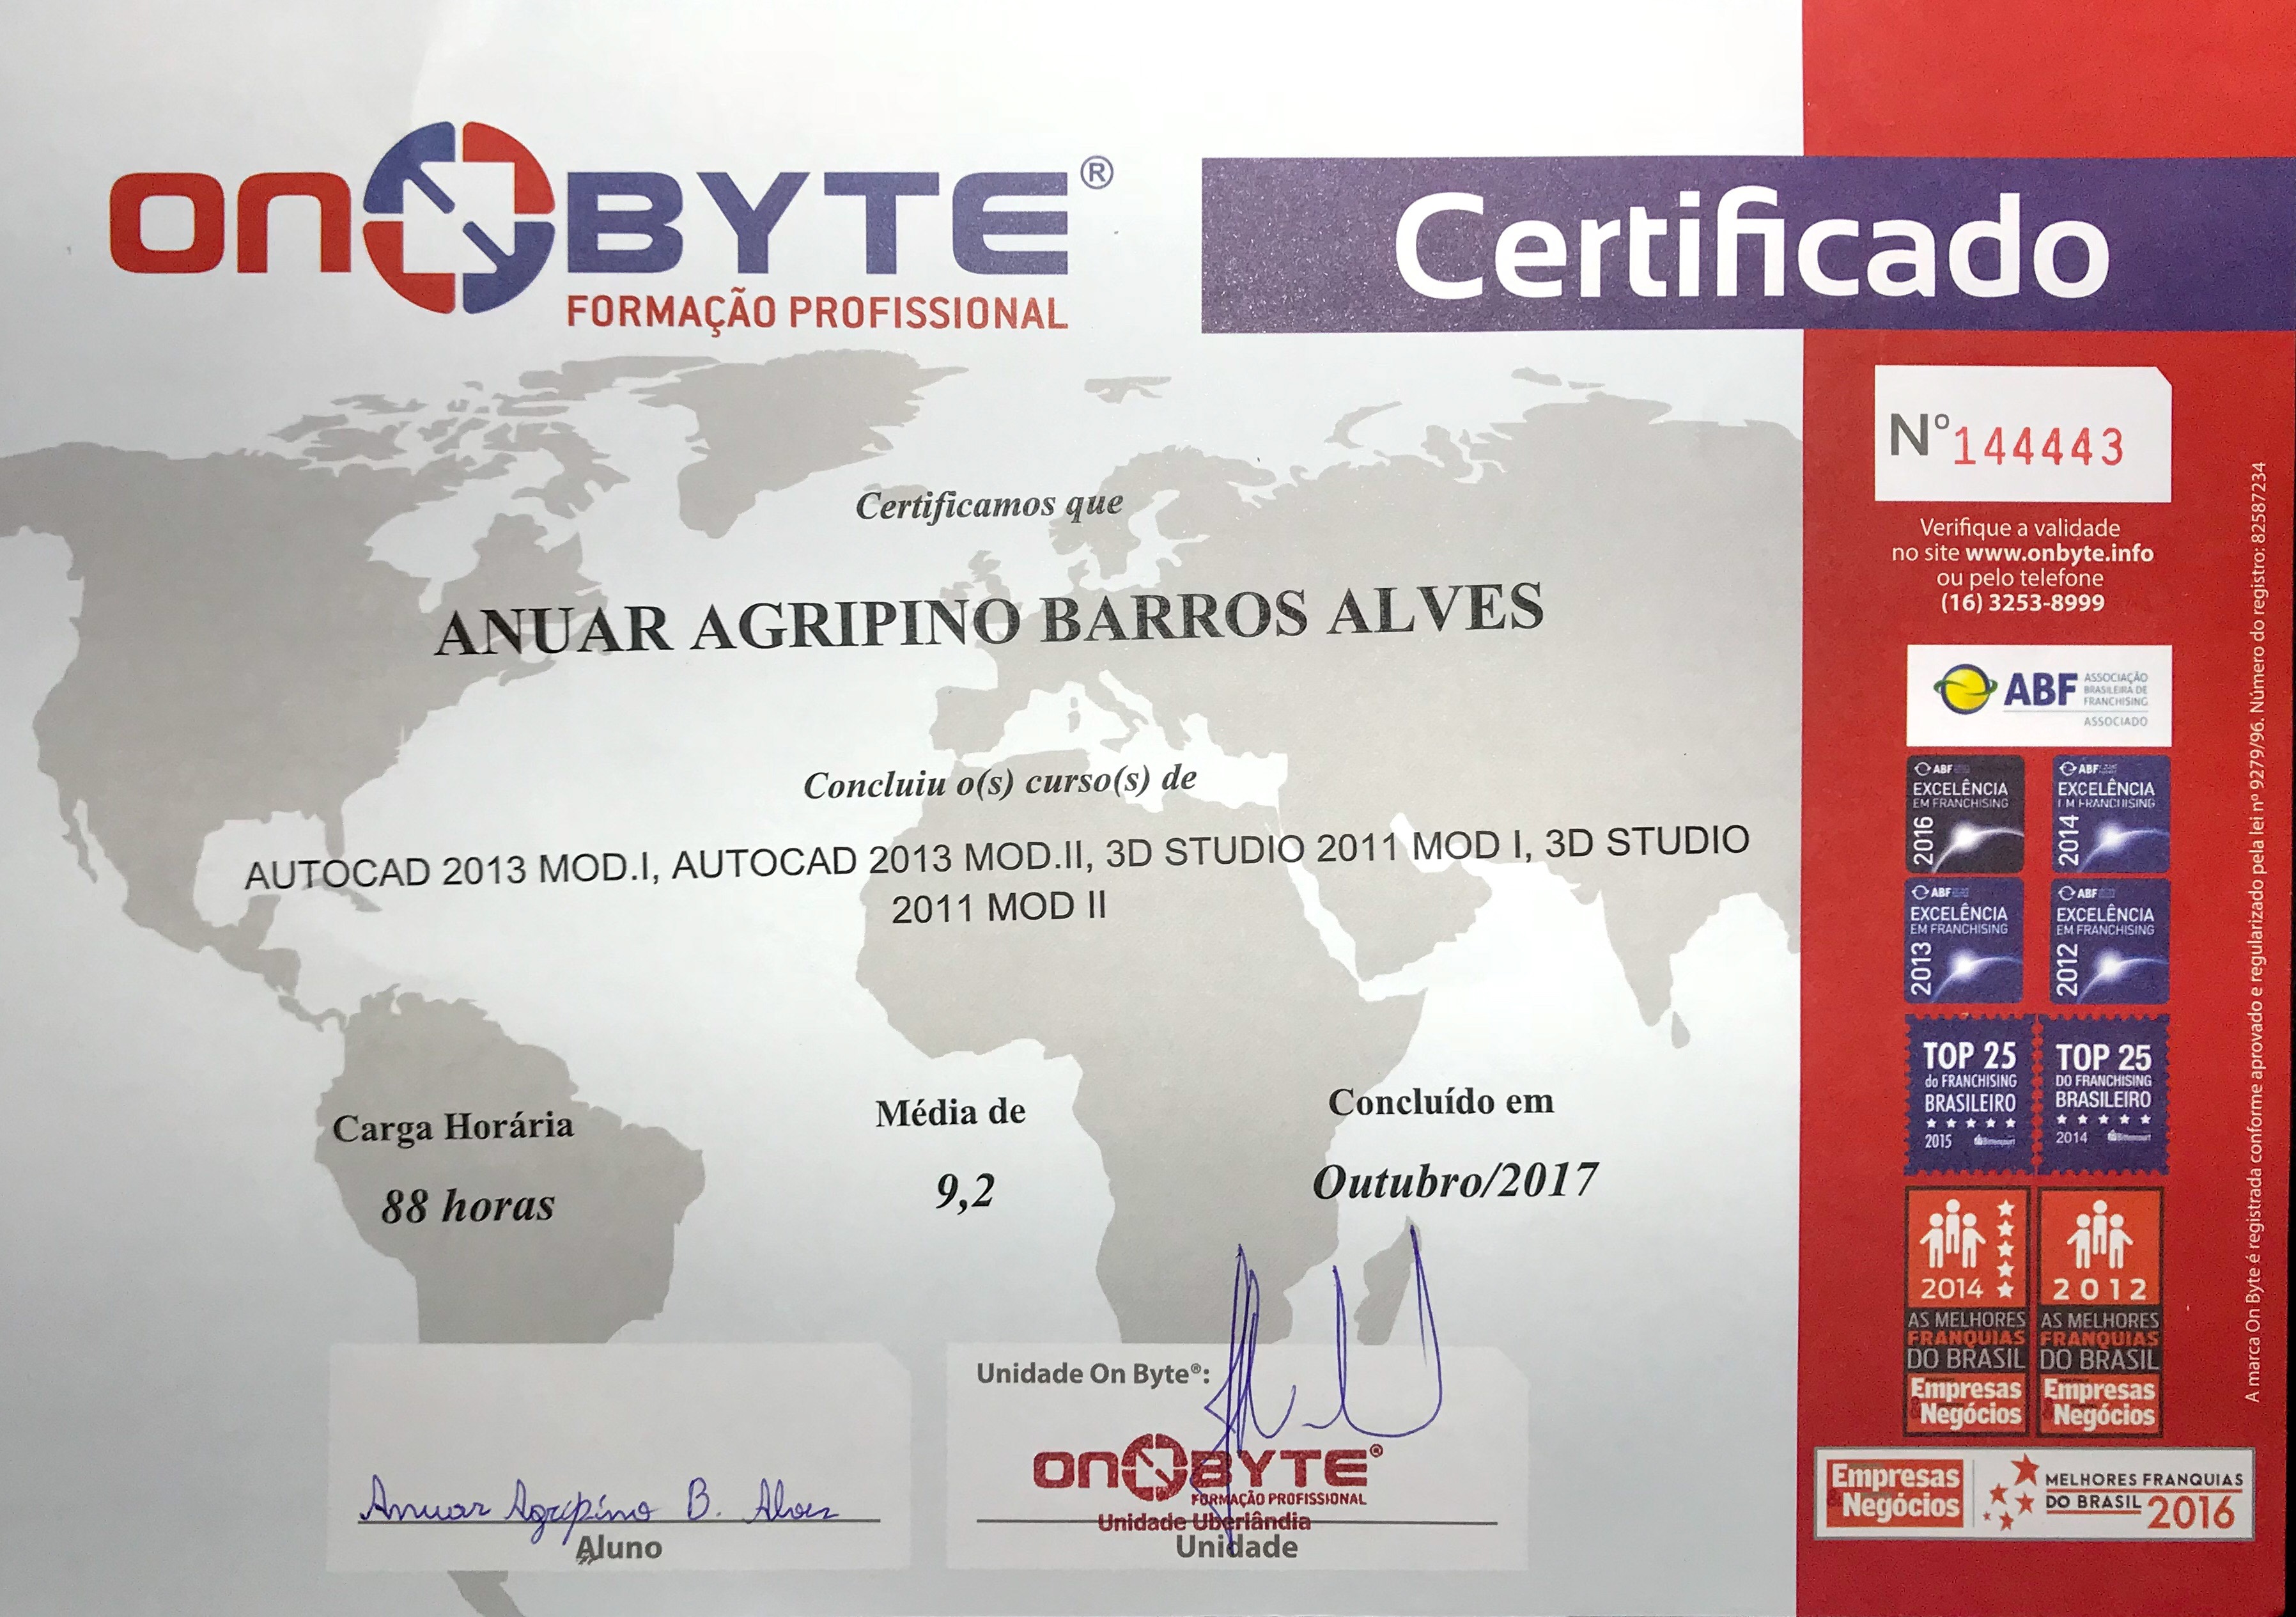 onBYTE®
FORMAÇÃO PROFISSIONAL
Certificado
Nº 144443
Verifique a validade
no site www.onbyte.info
ou pelo telefone
(16) 3253-8999
Certificamos que
ANUAR AGRIPINO BARROS ALVES
Concluiu o(s) curso(s) de
AUTOCAD 2013 MOD.I, AUTOCAD 2013 MOD.II, 3D STUDIO 2011 MOD I, 3D STUDIO
2011 MOD II
Carga Horária
88 horas
Média de
9,2
Concluído em
Outubro/2017
Anuar Agripino B. Alves
Aluno
Unidade On Byte®:
onBYTE®
FORMAÇÃO PROFISSIONAL
Unidade Uberlândia
Unidade
ABF
ASSOCIAÇÃO
BRASILEIRA DE
FRANCHISING
ASSOCIADO
ABF
EXCELÊNCIA
EM FRANCHISING
2016
ABF
EXCELÊNCIA
EM FRANCHISING
2014
ABF
EXCELÊNCIA
EM FRANCHISING
2013
ABF
EXCELÊNCIA
EM FRANCHISING
2012
TOP 25
do FRANCHISING
BRASILEIRO
2015
TOP 25
DO FRANCHISING
BRASILEIRO
2014
2014
AS MELHORES
FRANQUIAS
DO BRASIL
Empresas
Negócios
2012
AS MELHORES
FRANQUIAS
DO BRASIL
Empresas
Negócios
Empresas
Negócios
MELHORES FRANQUIAS
DO BRASIL 2016
A marca On Byte é registrada conforme aprovado e regularizado pela lei nº 9279/96. Número do registro: 82587234